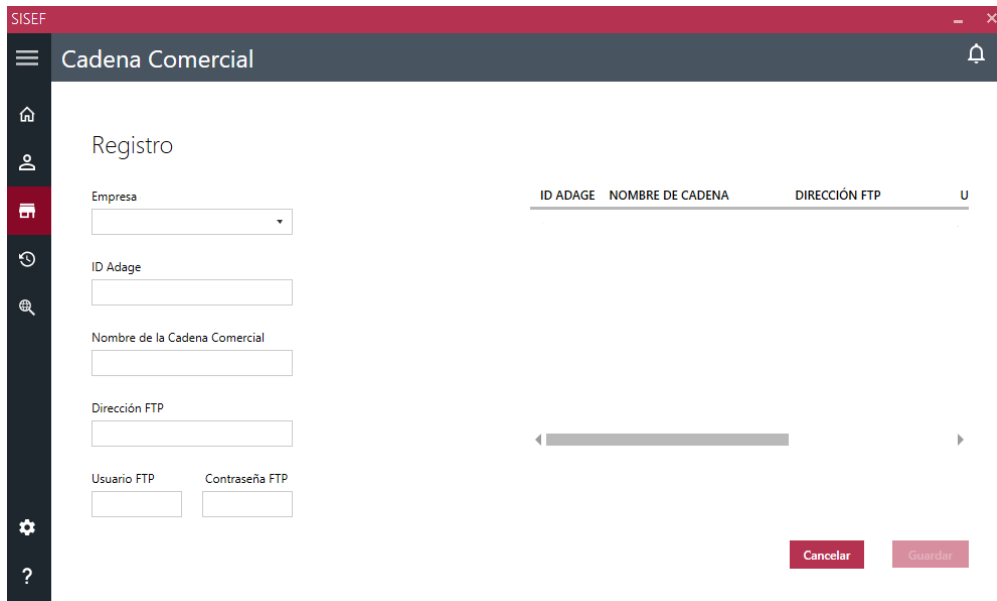 SISEF
Cadena Comercial
Registro
Empresa
ID Adage
Nombre de la Cadena Comercial
Dirección FTP
Usuario FTP Contraseña FTP
ID ADAGE NOMBRE DE CADENA DIRECCIÓN FTP U
Cancelar Guardar
?